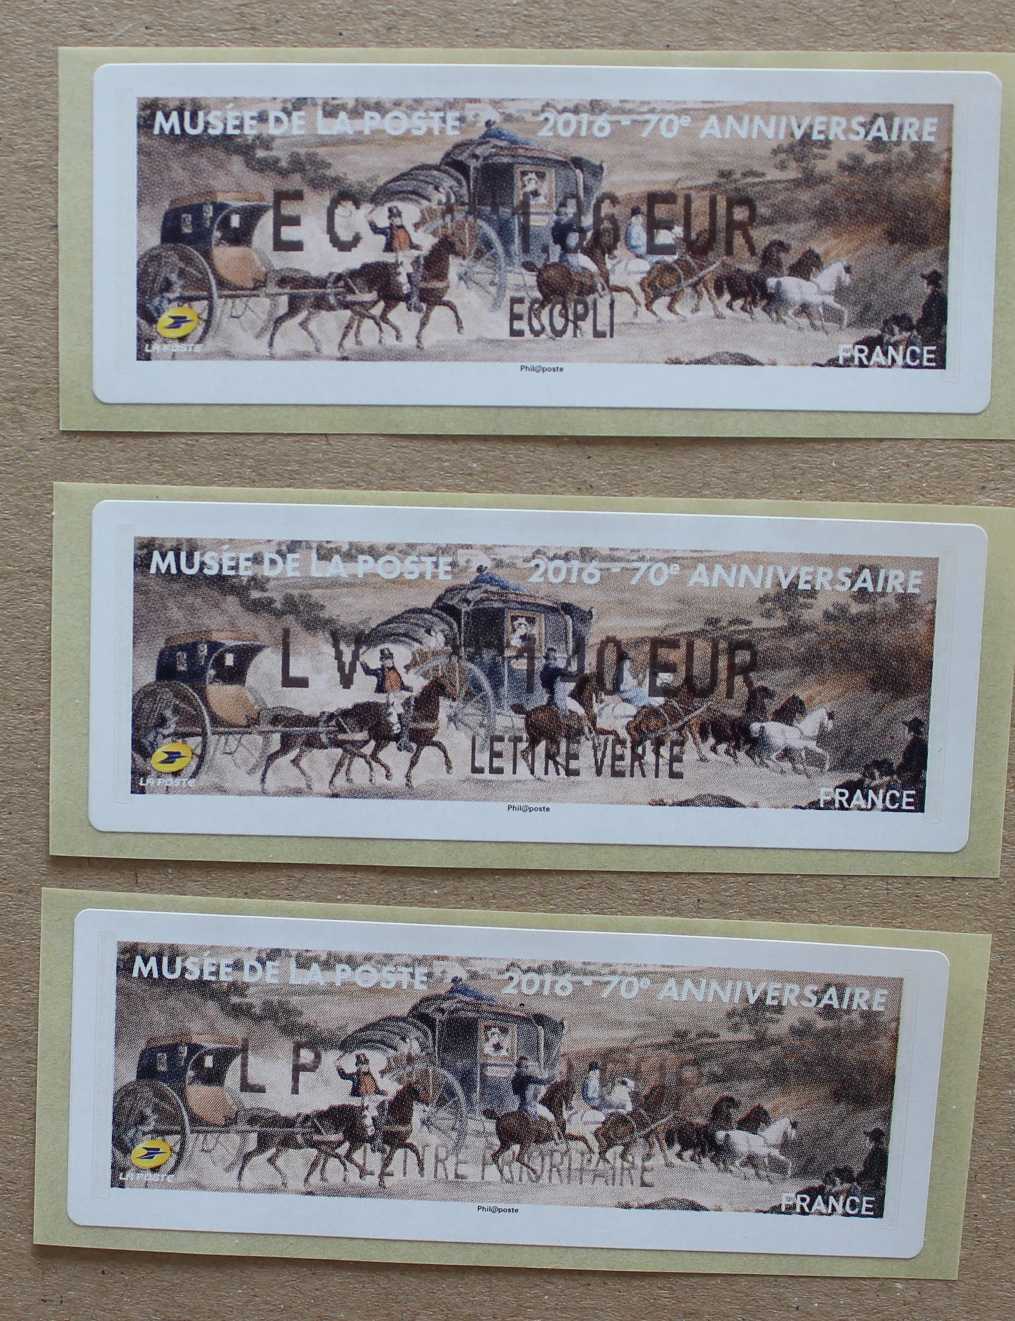 MUSÉE DE LA POSTE 2016 - 70e ANNIVERSAIRE
EC 1 36 EUR
ECOPLI
LA POSTE
FRANCE
Phil@poste
MUSÉE DE LA POSTE 2016 - 70e ANNIVERSAIRE
LV 1 40 EUR
LETTRE VERTE
LA POSTE
FRANCE
Phil@poste
MUSÉE DE LA POSTE 2016 - 70e ANNIVERSAIRE
LP EUR
LETTRE PRIORITAIRE
LA POSTE
FRANCE
Phil@poste